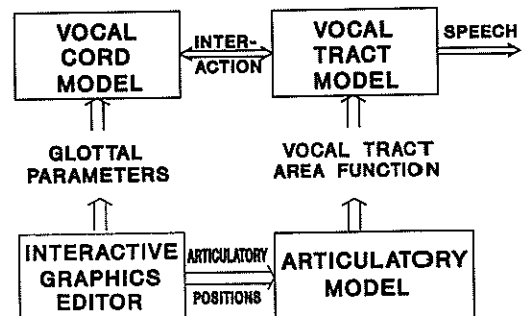 VOCAL
CORD
MODEL
INTER-
ACTION
VOCAL
TRACT
MODEL
SPEECH
GLOTTAL
PARAMETERS
VOCAL TRACT
AREA FUNCTION
INTERACTIVE
GRAPHICS
EDITOR
ARTICULATORY
POSITIONS
ARTICULATORY
MODEL